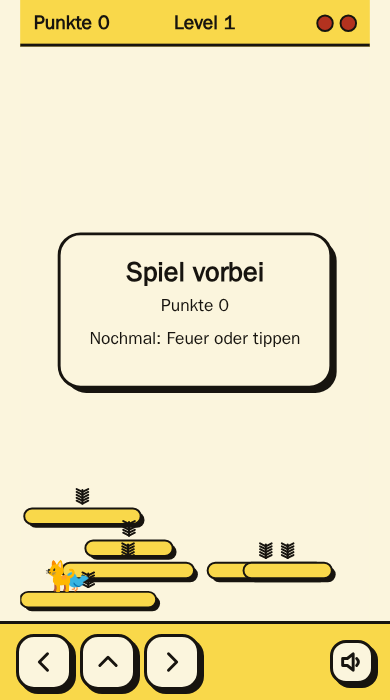 Punkte 0
Level 1
Spiel vorbei
Punkte 0
Nochmal: Feuer oder tippen